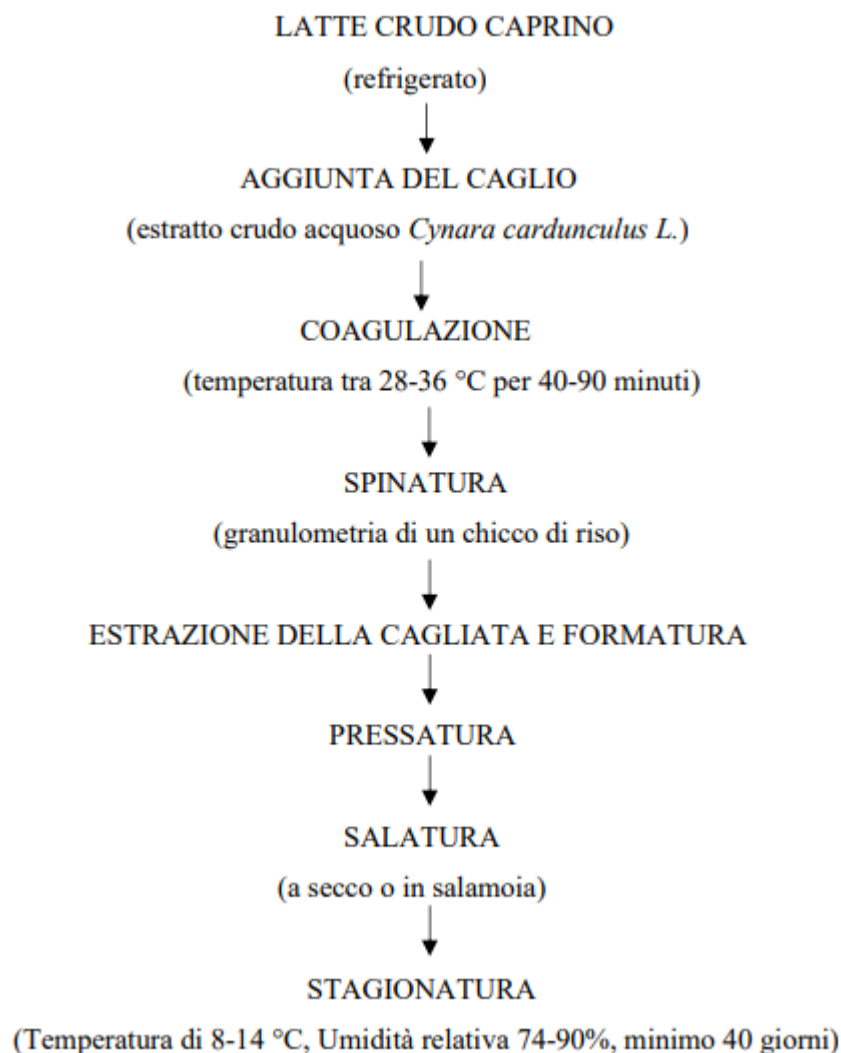 LATTE CRUDO CAPRINO
(refrigerato)
AGGIUNTA DEL CAGLIO
(estratto crudo acquoso Cynara cardunculus L.)
COAGULAZIONE
(temperatura tra 28-36 °C per 40-90 minuti)
SPINATURA
(granulometria di un chicco di riso)
ESTRAZIONE DELLA CAGLIATA E FORMATURA
PRESSATURA
SALATURA
(a secco o in salamoia)
STAGIONATURA
(Temperatura di 8-14 °C, Umidità relativa 74-90%, minimo 40 giorni)